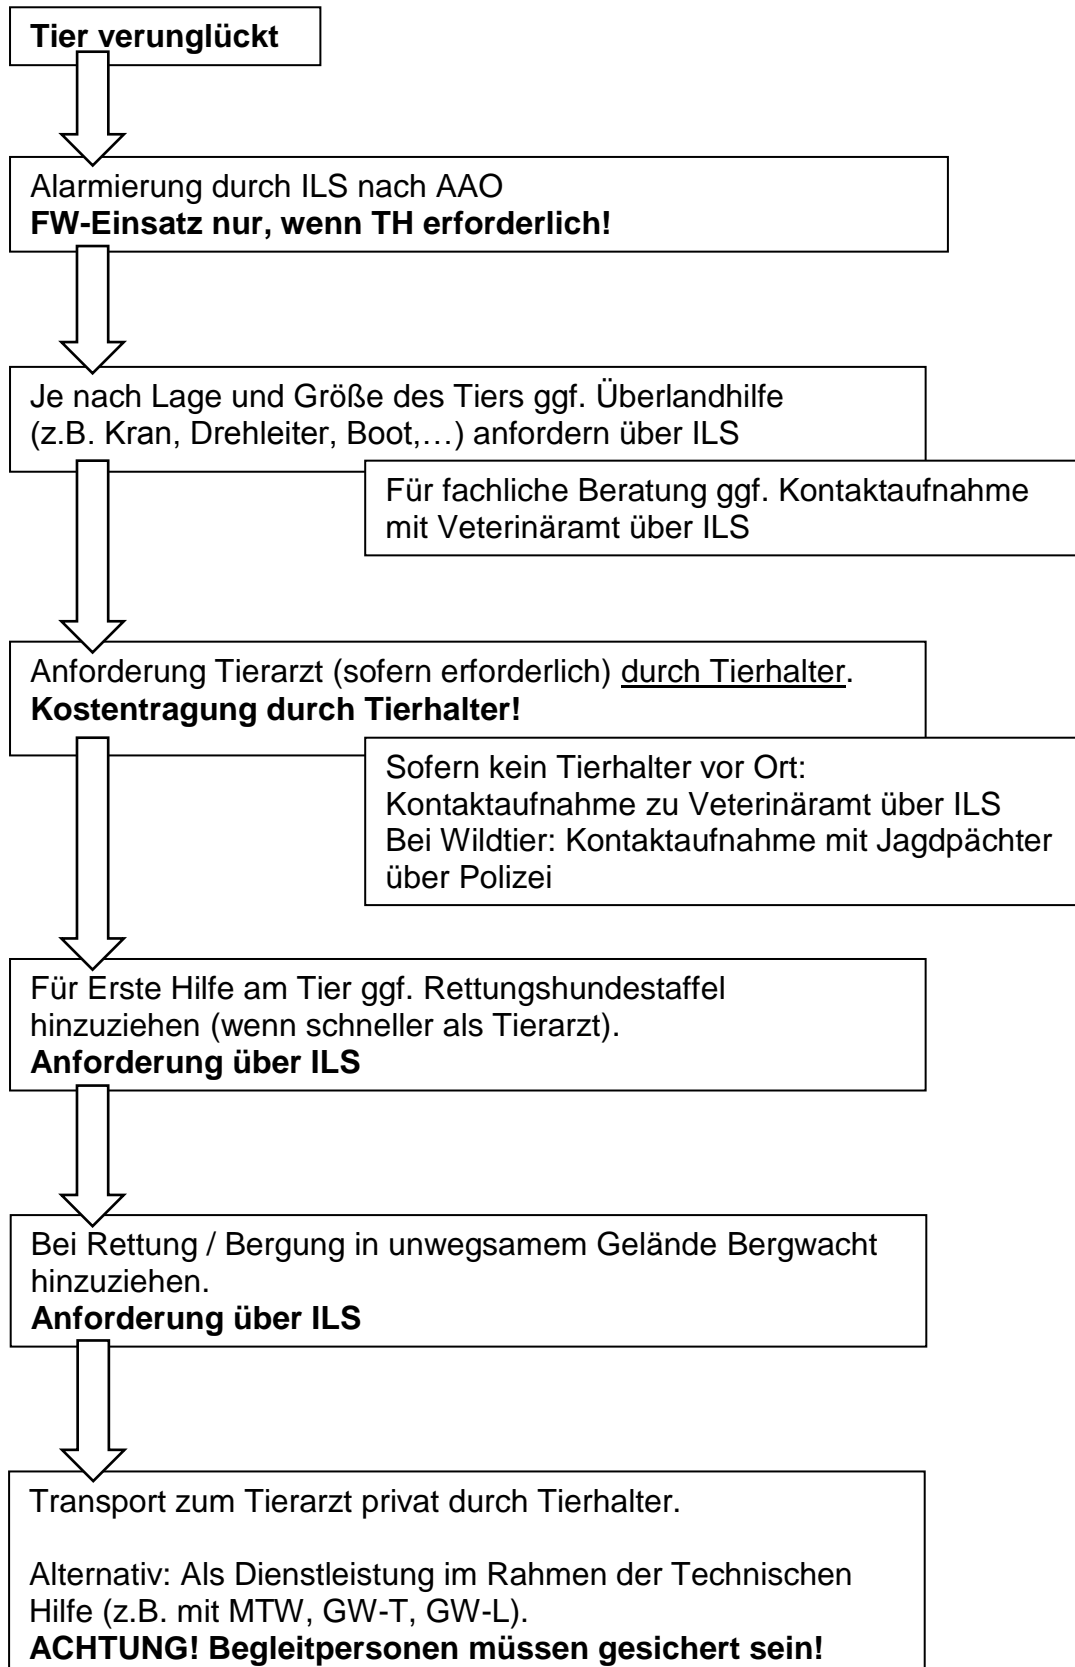 Tier verunglückt
Alarmierung durch ILS nach AAO
FW-Einsatz nur, wenn TH erforderlich!
Je nach Lage und Größe des Tiers ggf. Überlandhilfe
(z.B. Kran, Drehleiter, Boot,…) anfordern über ILS
Für fachliche Beratung ggf. Kontaktaufnahme
mit Veterinäramt über ILS
Anforderung Tierarzt (sofern erforderlich) durch Tierhalter.
Kostentragung durch Tierhalter!
Sofern kein Tierhalter vor Ort:
Kontaktaufnahme zu Veterinäramt über ILS
Bei Wildtier: Kontaktaufnahme mit Jagdpächter
über Polizei
Für Erste Hilfe am Tier ggf. Rettungshundestaffel
hinzuziehen (wenn schneller als Tierarzt).
Anforderung über ILS
Bei Rettung / Bergung in unwegsamem Gelände Bergwacht
hinzuziehen.
Anforderung über ILS
Transport zum Tierarzt privat durch Tierhalter.
Alternativ: Als Dienstleistung im Rahmen der Technischen
Hilfe (z.B. mit MTW, GW-T, GW-L).
ACHTUNG! Begleitpersonen müssen gesichert sein!